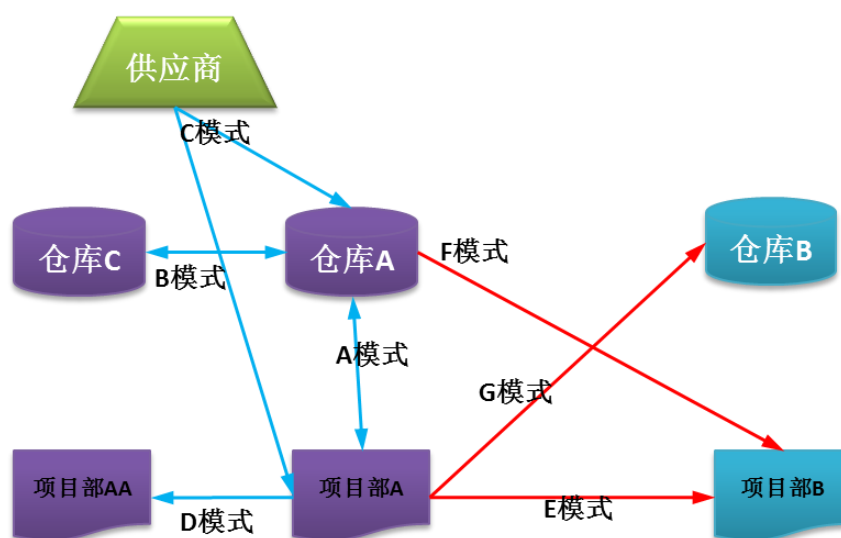 供应商
C模式
仓库C
仓库A
仓库B
B模式
F模式
A模式
G模式
项目部AA
项目部A
项目部B
D模式
E模式